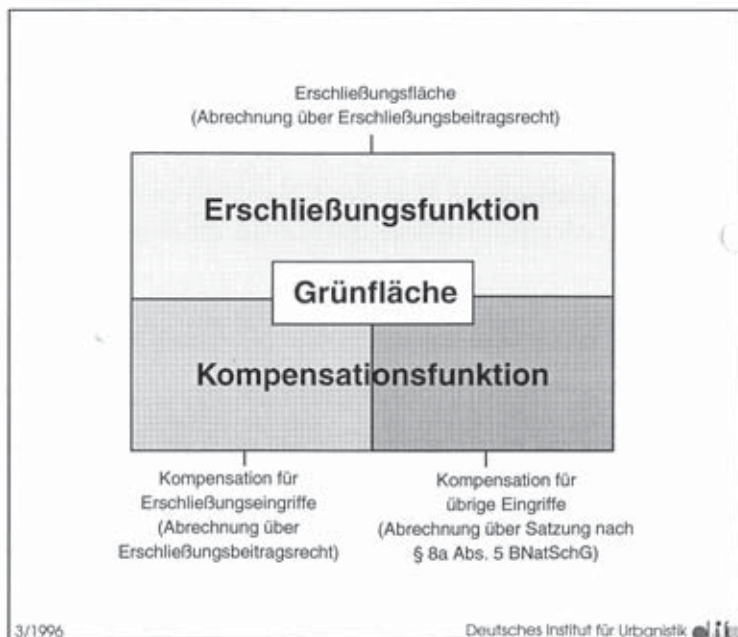 Erschließungsfläche
(Abrechnung über Erschließungsbeitragsrecht)
Erschließungsfunktion
Grünfläche
Kompensationsfunktion
Kompensation für
Erschließungseingriffe
(Abrechnung über
Erschließungsbeitragsrecht)
Kompensation für
übrige Eingriffe
(Abrechnung über Satzung nach
§ 8a Abs. 5 BNatSchG)
3/1996
Deutsches Institut für Urbanistik